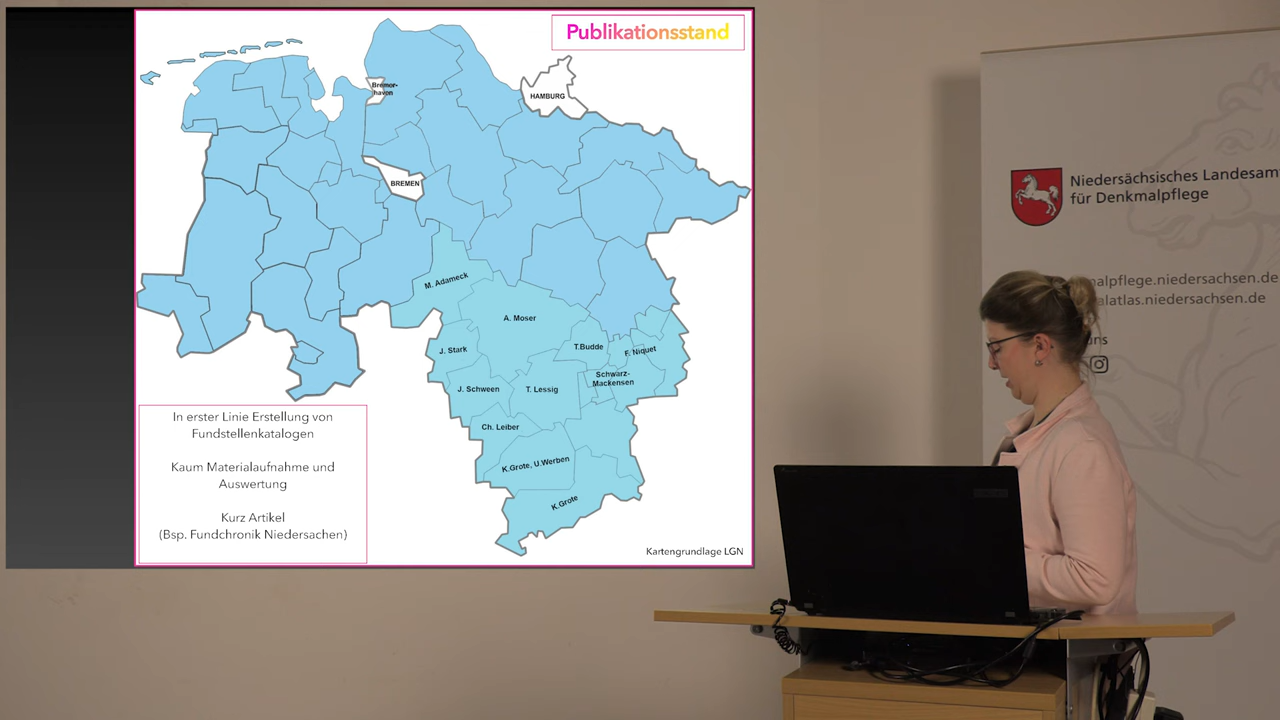 Publikationsstand
Bremer-
haven
HAMBURG
BREMEN
M. Adameck
A. Moser
T.Budde
F. Niquet
J. Stark
Schwarz-
Mackensen
J. Schween
T. Lessig
Ch. Leiber
K.Grote, U.Werben
K.Grote
In erster Linie Erstellung von
Fundstellenkatalogen
Kaum Materialaufnahme und
Auswertung
Kurz Artikel
(Bsp. Fundchronik Niedersachen)
Kartengrundlage LGN
Niedersächsisches Landesam
für Denkmalpflege
alpflege.niedersachsen.de
alatlas.niedersachsen.de
uns